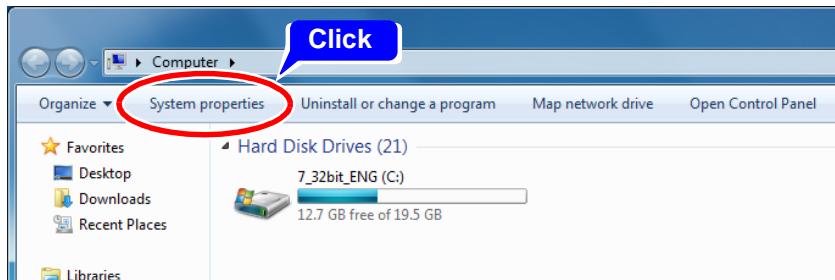 Click
Computer
Organize System properties Uninstall or change a program Map network drive Open Control Panel
Favorites
Desktop
Downloads
Recent Places
Libraries
Hard Disk Drives (21)
7_32bit_ENG (C:)
12.7 GB free of 19.5 GB